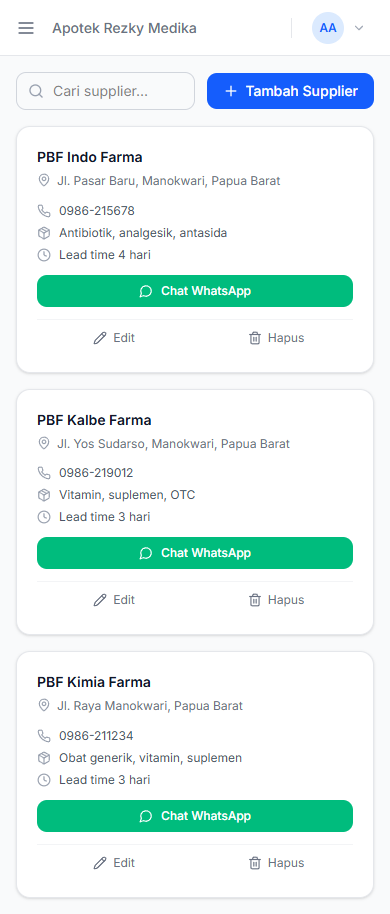 Apotek Rezky Medika
AA
Cari supplier...
Tambah Supplier
PBF Indo Farma
Jl. Pasar Baru, Manokwari, Papua Barat
0986-215678
Antibiotik, analgesik, antasida
Lead time 4 hari
Chat WhatsApp
Edit
Hapus
PBF Kalbe Farma
Jl. Yos Sudarso, Manokwari, Papua Barat
0986-219012
Vitamin, suplemen, OTC
Lead time 3 hari
Chat WhatsApp
Edit
Hapus
PBF Kimia Farma
Jl. Raya Manokwari, Papua Barat
0986-211234
Obat generik, vitamin, suplemen
Lead time 3 hari
Chat WhatsApp
Edit
Hapus